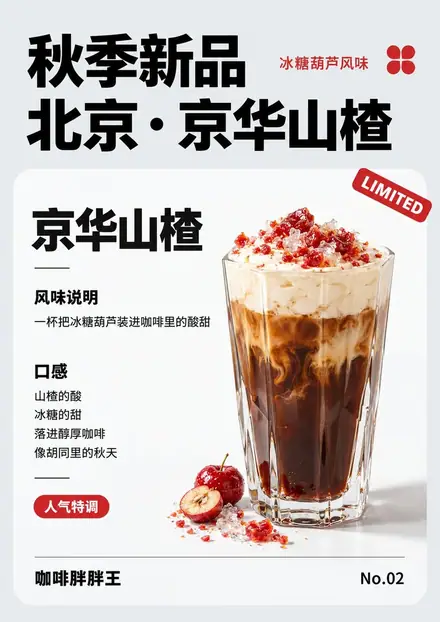 秋季新品
冰糖葫芦风味
北京·京华山楂
LIMITED
京华山楂
风味说明
一杯把冰糖葫芦装进咖啡里的酸甜
口感
山楂的酸
冰糖的甜
落进醇厚咖啡
像胡同里的秋天
人气特调
咖啡胖胖王
No.02